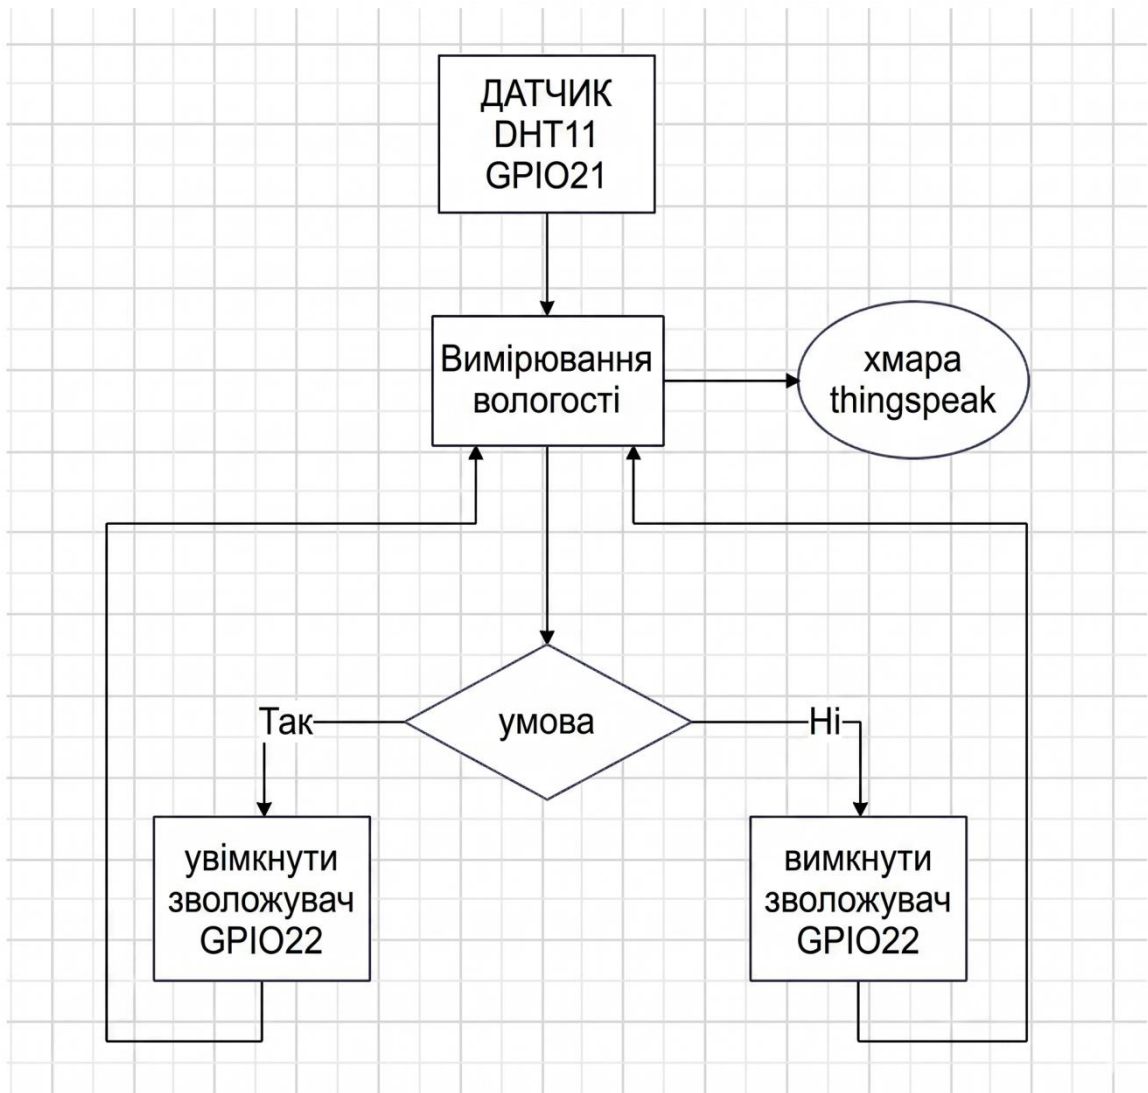 ДАТЧИК
DHT11
GPIO21
Вимірювання
вологості
хмара
thingspeak
умова
Так
Ні
увімкнути
зволожувач
GPIO22
вимкнути
зволожувач
GPIO22